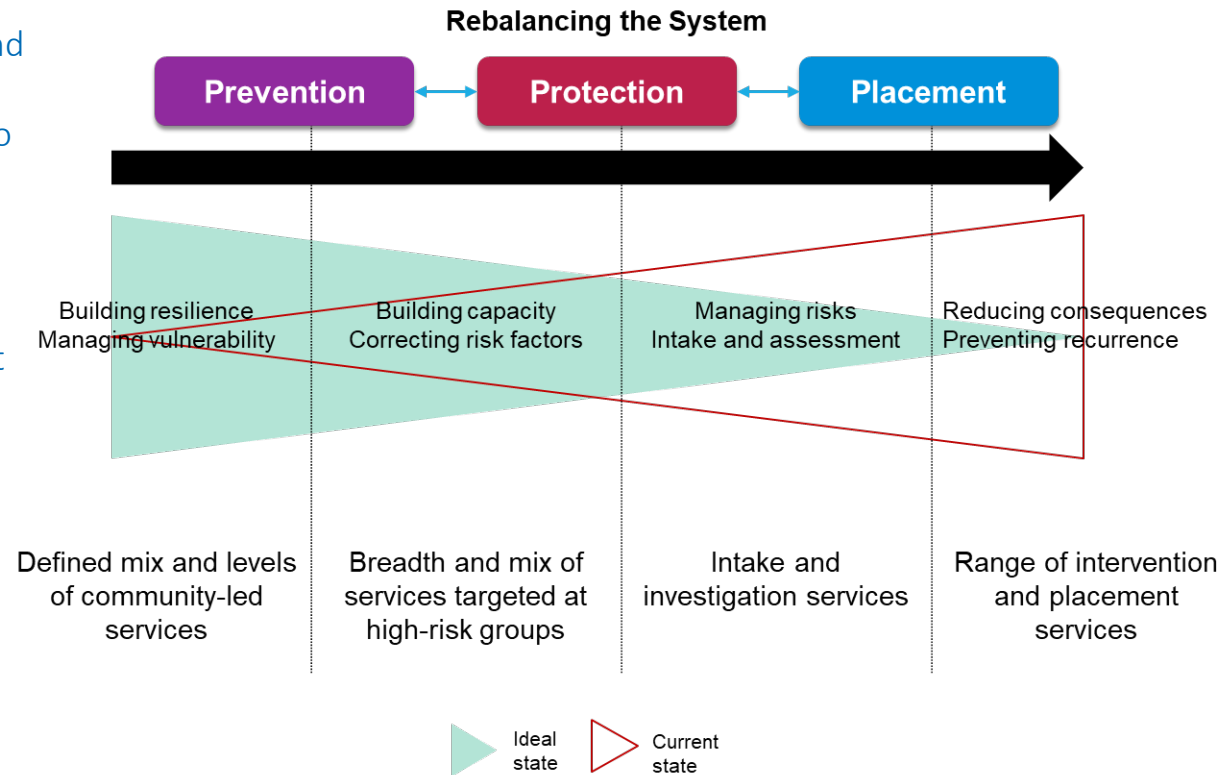 Rebalancing the System
nd
Prevention
Protection
Placement
o
Building resilience
Managing vulnerability
Building capacity
Correcting risk factors
Managing risks
Intake and assessment
Reducing consequences
Preventing recurrence
t
Defined mix and levels
of community-led
services
Breadth and mix of
services targeted at
high-risk groups
Intake and
investigation services
Range of intervention
and placement
services
Ideal
state
Current
state